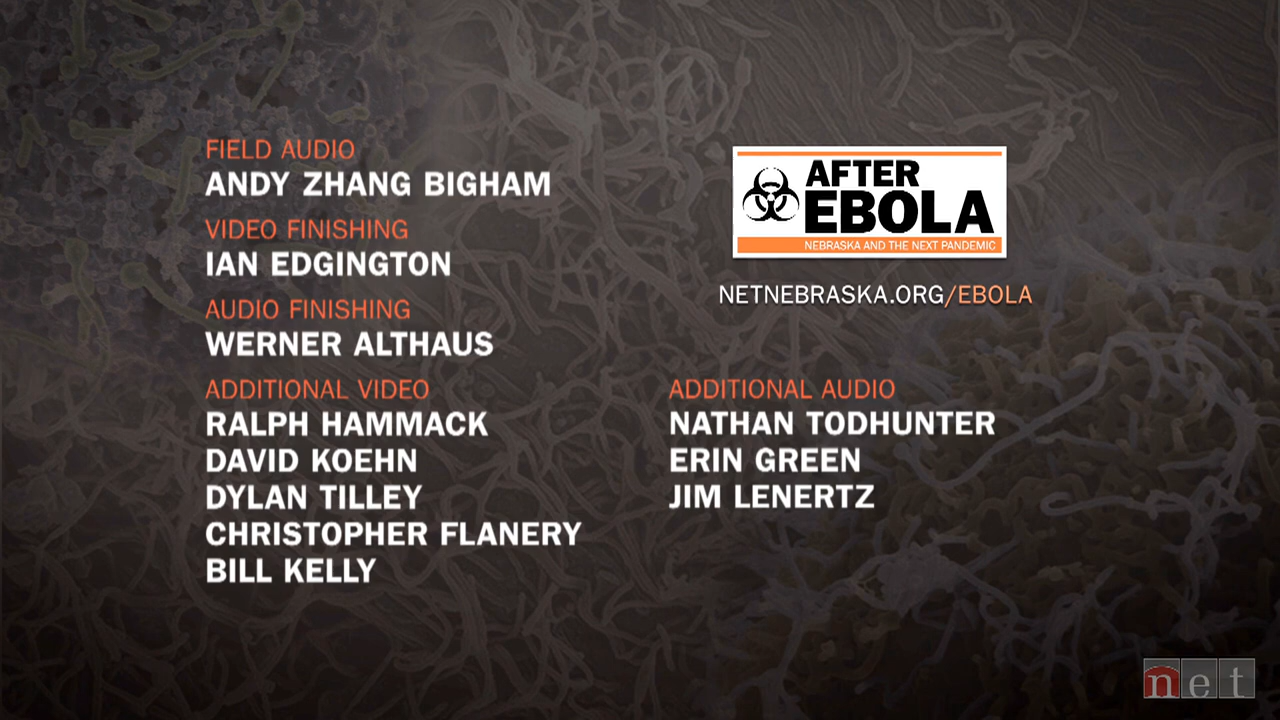 FIELD AUDIO
ANDY ZHANG BIGHAM
VIDEO FINISHING
IAN EDGINGTON
AUDIO FINISHING
WERNER ALTHAUS
ADDITIONAL VIDEO
RALPH HAMMACK
DAVID KOEHN
DYLAN TILLEY
CHRISTOPHER FLANERY
BILL KELLY
AFTER
EBOLA
NEBRASKA AND THE NEXT PANDEMIC
NETNEBRASKA.ORG/EBOLA
ADDITIONAL AUDIO
NATHAN TODHUNTER
ERIN GREEN
JIM LENERTZ
net